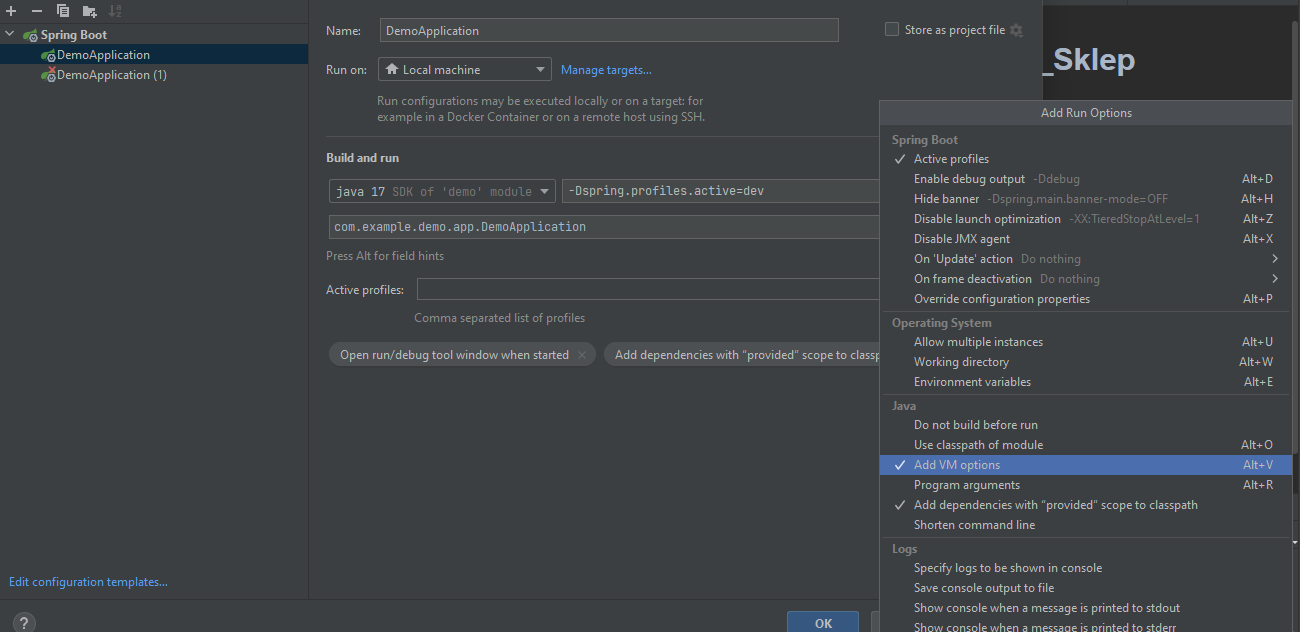 Spring Boot
DemoApplication
DemoApplication (1)
Edit configuration templates...
?
Name:
DemoApplication
Store as project file
Run on:
Local machine
Manage targets...
Run configurations may be executed locally or on a target: for
example in a Docker Container or on a remote host using SSH.
Build and run
java 17 SDK of 'demo' module
-Dspring.profiles.active=dev
com.example.demo.app.DemoApplication
Press Alt for field hints
Active profiles:
Comma separated list of profiles
Open run/debug tool window when started ×
Add dependencies with “provided” scope to classp
OK
_Sklep
Add Run Options
Spring Boot
Active profiles
Enable debug output -Ddebug Alt+D
Hide banner -Dspring.main.banner-mode=OFF Alt+H
Disable launch optimization -XX:TieredStopAtLevel=1 Alt+Z
Disable JMX agent Alt+X
On 'Update' action Do nothing
On frame deactivation Do nothing
Override configuration properties Alt+P
Operating System
Allow multiple instances Alt+U
Working directory Alt+W
Environment variables Alt+E
Java
Do not build before run
Use classpath of module Alt+O
Add VM options Alt+V
Program arguments Alt+R
Add dependencies with “provided” scope to classpath
Shorten command line
Logs
Specify logs to be shown in console
Save console output to file
Show console when a message is printed to stdout
Show console when a message is printed to stderr